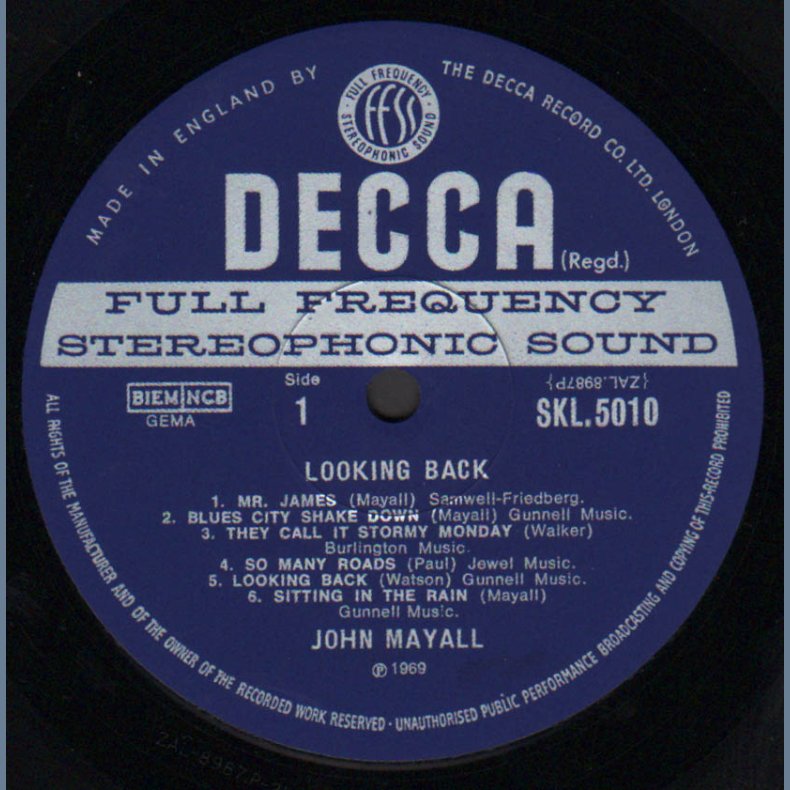 MADE IN ENGLAND BY
THE DECCA RECORD CO. LTD. LONDON
· FULL FREQUENCY ·
STEREOPHONIC SOUND
FFSS
DECCA
(Regd.)
FULL FREQUENCY
STEREOPHONIC SOUND
BIEM NCB
GEMA
Side
1
{ZAL.8987P}
SKL.5010
LOOKING BACK
1. MR. JAMES (Mayall) Samwell-Friedberg.
2. BLUES CITY SHAKE DOWN (Mayall) Gunnell Music.
3. THEY CALL IT STORMY MONDAY (Walker)
Burlington Music.
4. SO MANY ROADS (Paul) Jewel Music.
5. LOOKING BACK (Watson) Gunnell Music.
6. SITTING IN THE RAIN (Mayall)
Gunnell Music.
JOHN MAYALL
℗ 1969
ALL RIGHTS OF THE MANUFACTURER AND OF THE OWNER OF THE RECORDED WORK RESERVED · UNAUTHORISED PUBLIC PERFORMANCE BROADCASTING AND COPYING OF THIS RECORD PROHIBITED